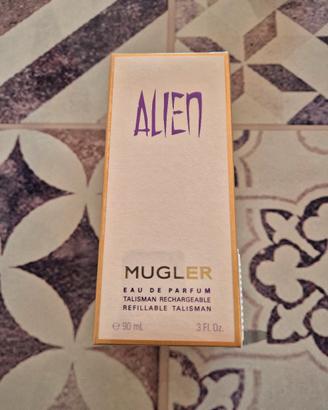 ALIEN
MUGLER
EAU DE PARFUM
TALISMAN RECHARGEABLE
REFILLABLE TALISMAN
℮ 90 mL 3 Fl. Oz.